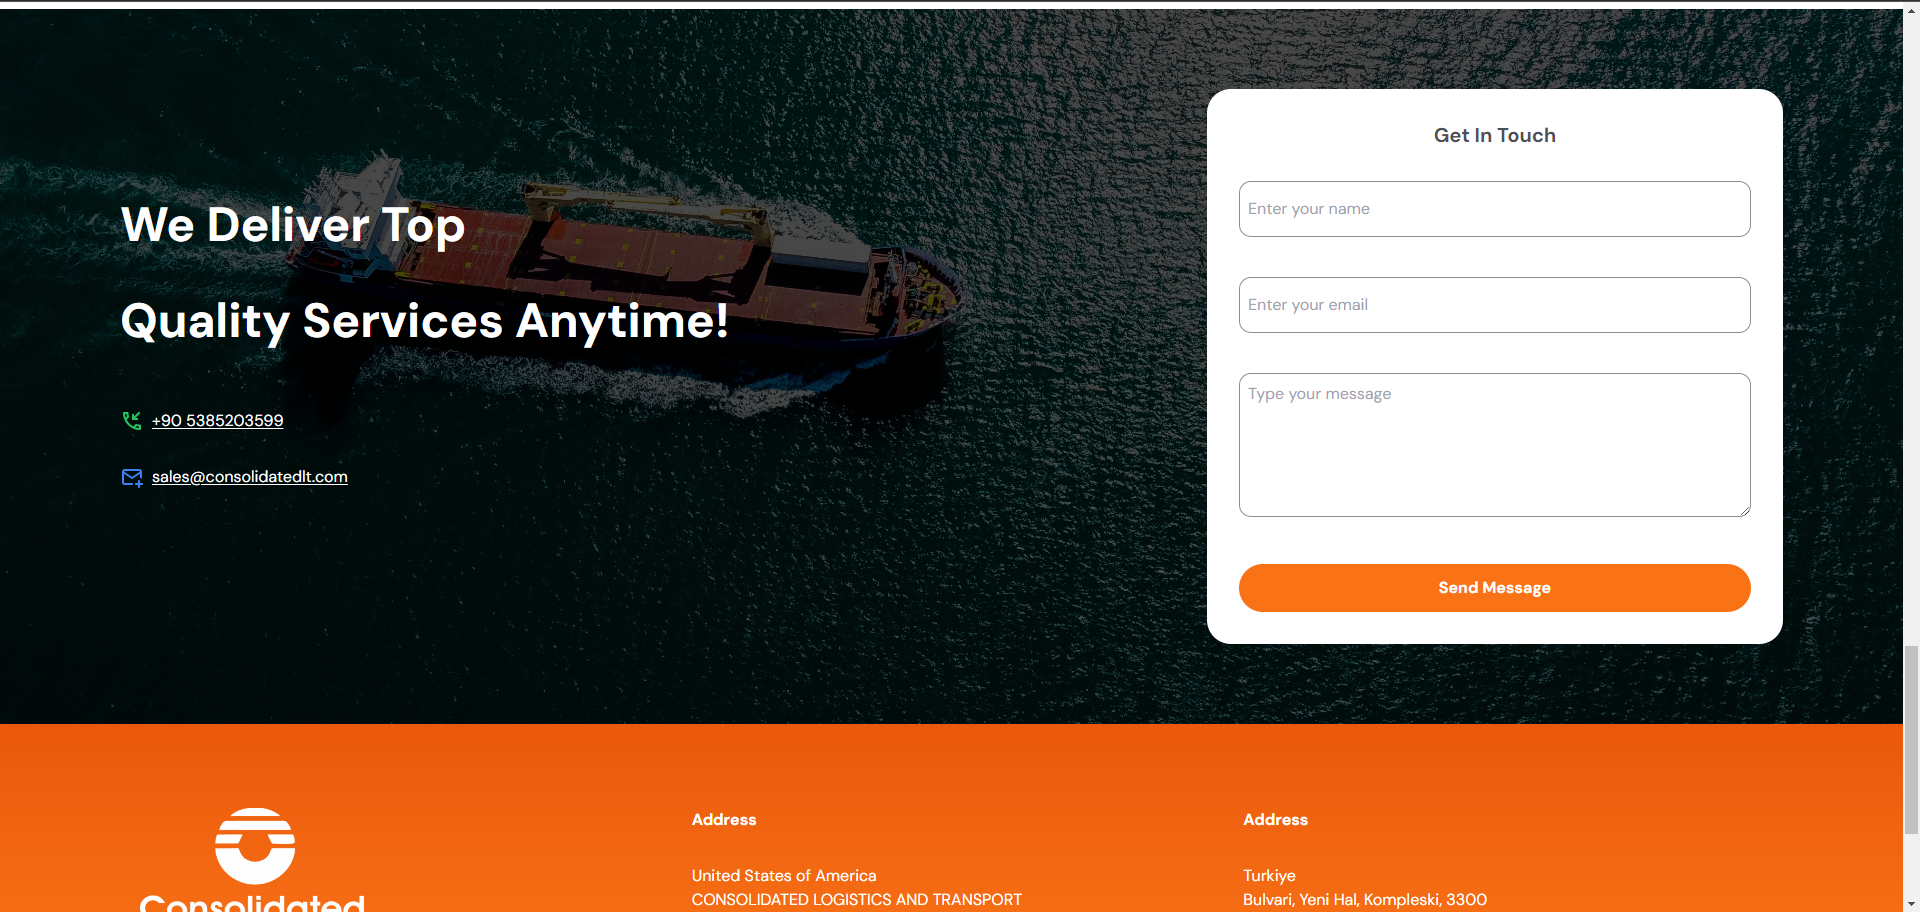 We Deliver Top
Quality Services Anytime!
+90 5385203599
sales@consolidatedlt.com
Get In Touch
Enter your name
Enter your email
Type your message
Send Message
Consolidated
Address
United States of America
CONSOLIDATED LOGISTICS AND TRANSPORT
Address
Turkiye
Bulvari, Yeni Hal, Kompleski, 3300